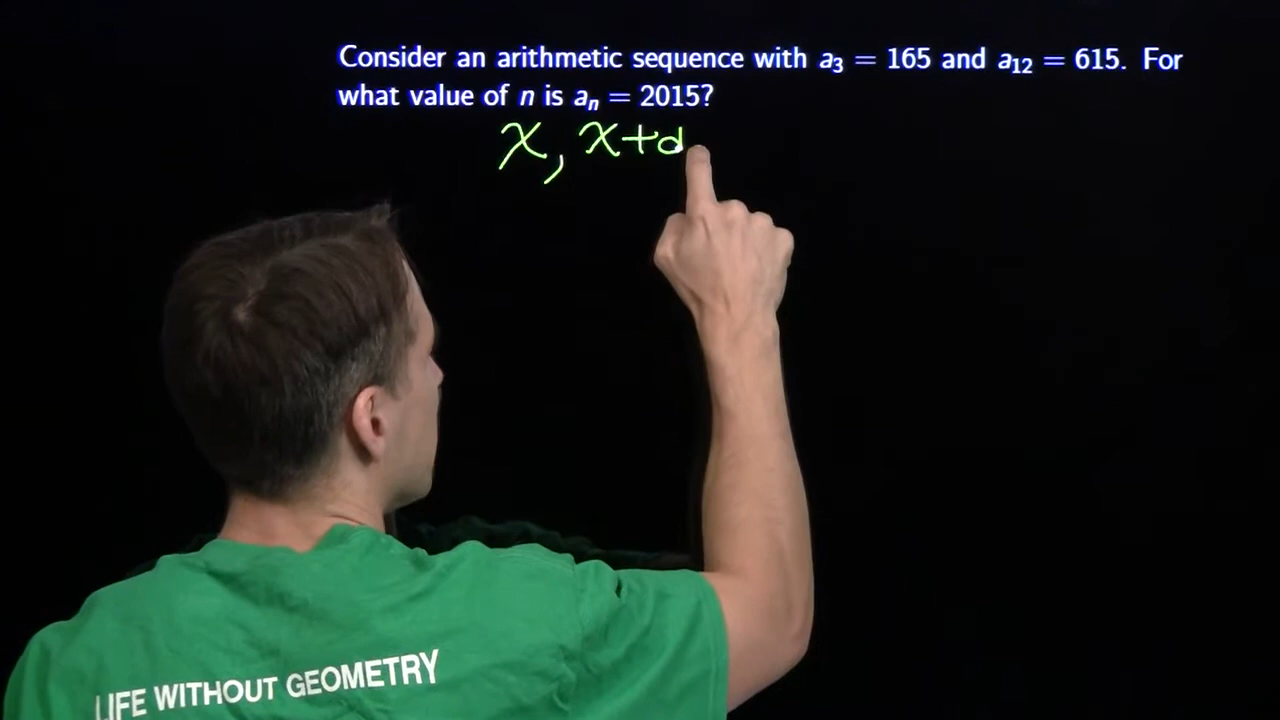 Consider an arithmetic sequence with a₃ = 165 and a₁₂ = 615. For
what value of n is aₙ = 2015?
x, x+d
LIFE WITHOUT GEOMETRY